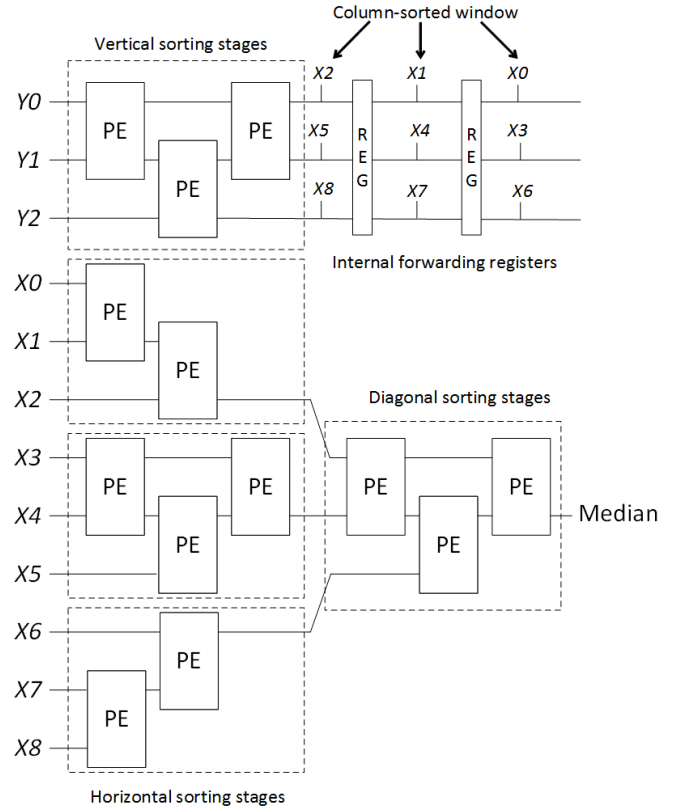 Column-sorted window
Vertical sorting stages
X2 X1 X0
Y0 PE PE
X5 R X4 R X3
E E
G G
Y1 PE
X8 X7 X6
Y2
Internal forwarding registers
X0 PE
X1 PE
X2
Diagonal sorting stages
X3
PE PE PE PE
X4 PE PE Median
X5
X6 PE
X7 PE
X8
Horizontal sorting stages